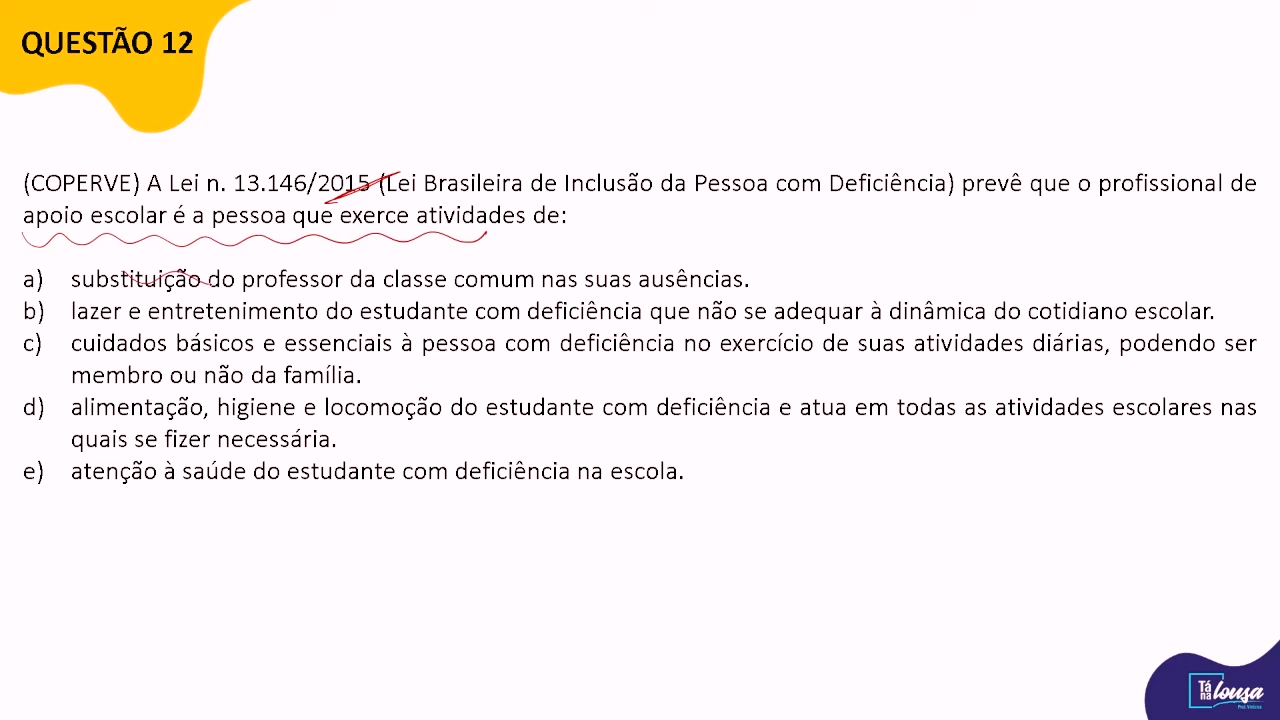 QUESTÃO 12
(COPERVE) A Lei n. 13.146/2015 (Lei Brasileira de Inclusão da Pessoa com Deficiência) prevê que o profissional de
apoio escolar é a pessoa que exerce atividades de:
a) substituição do professor da classe comum nas suas ausências.
b) lazer e entretenimento do estudante com deficiência que não se adequar à dinâmica do cotidiano escolar.
c) cuidados básicos e essenciais à pessoa com deficiência no exercício de suas atividades diárias, podendo ser
membro ou não da família.
d) alimentação, higiene e locomoção do estudante com deficiência e atua em todas as atividades escolares nas
quais se fizer necessária.
e) atenção à saúde do estudante com deficiência na escola.
Tá
na lousa
Prof. Vinícius